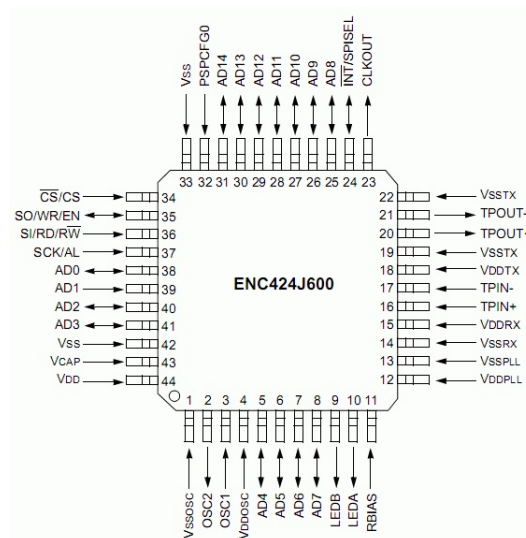 VSS
PSPCFG0
AD14
AD13
AD12
AD11
AD10
AD9
AD8
INT/SPISEL
CLKOUT
33 32 31 30 29 28 27 26 25 24 23
CS/CS 34
SO/WR/EN 35
SI/RD/RW 36
SCK/AL 37
AD0 38
AD1 39
AD2 40
AD3 41
VSS 42
VCAP 43
VDD 44
ENC424J600
22 VSSTX
21 TPOUT-
20 TPOUT+
19 VSSTX
18 VDDTX
17 TPIN-
16 TPIN+
15 VDDRX
14 VSSRX
13 VSSPLL
12 VDDPLL
1 2 3 4 5 6 7 8 9 10 11
VSSOSC
OSC2
OSC1
VDDOSC
AD4
AD5
AD6
AD7
LEDB
LEDA
RBIAS